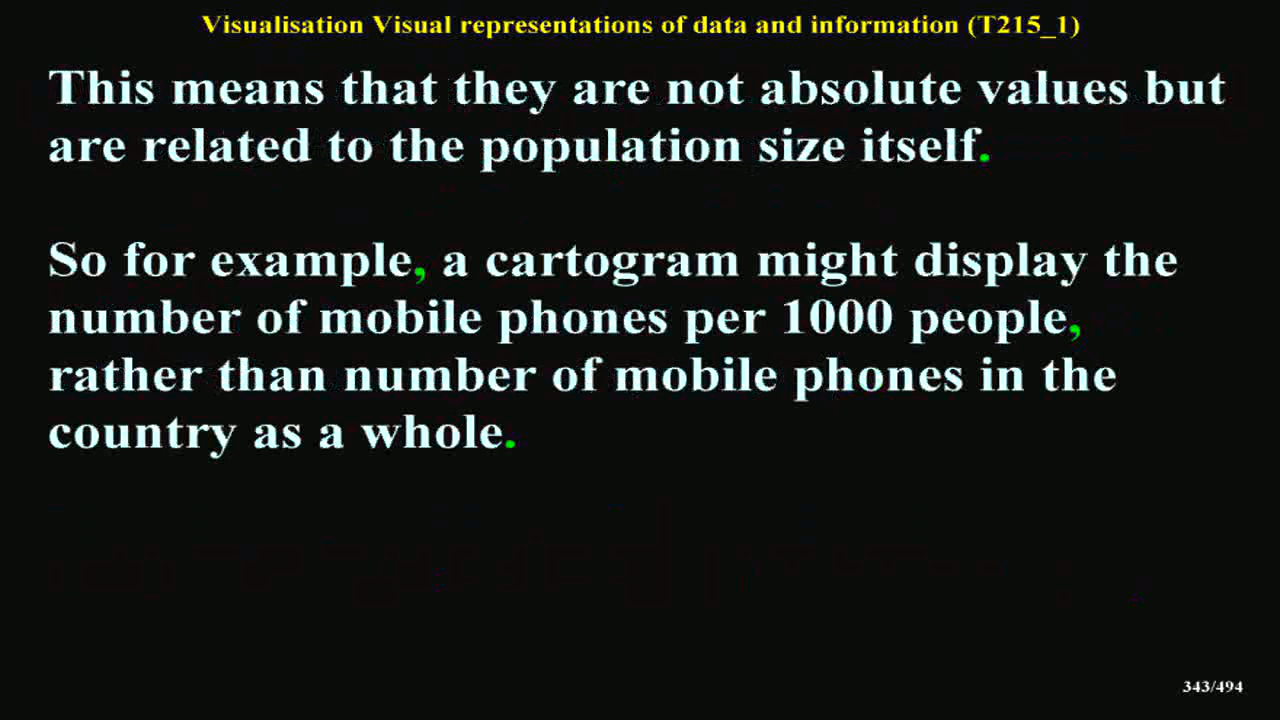 Visualisation Visual representations of data and information (T215_1)
This means that they are not absolute values but
are related to the population size itself.
So for example, a cartogram might display the
number of mobile phones per 1000 people,
rather than number of mobile phones in the
country as a whole.
343/494